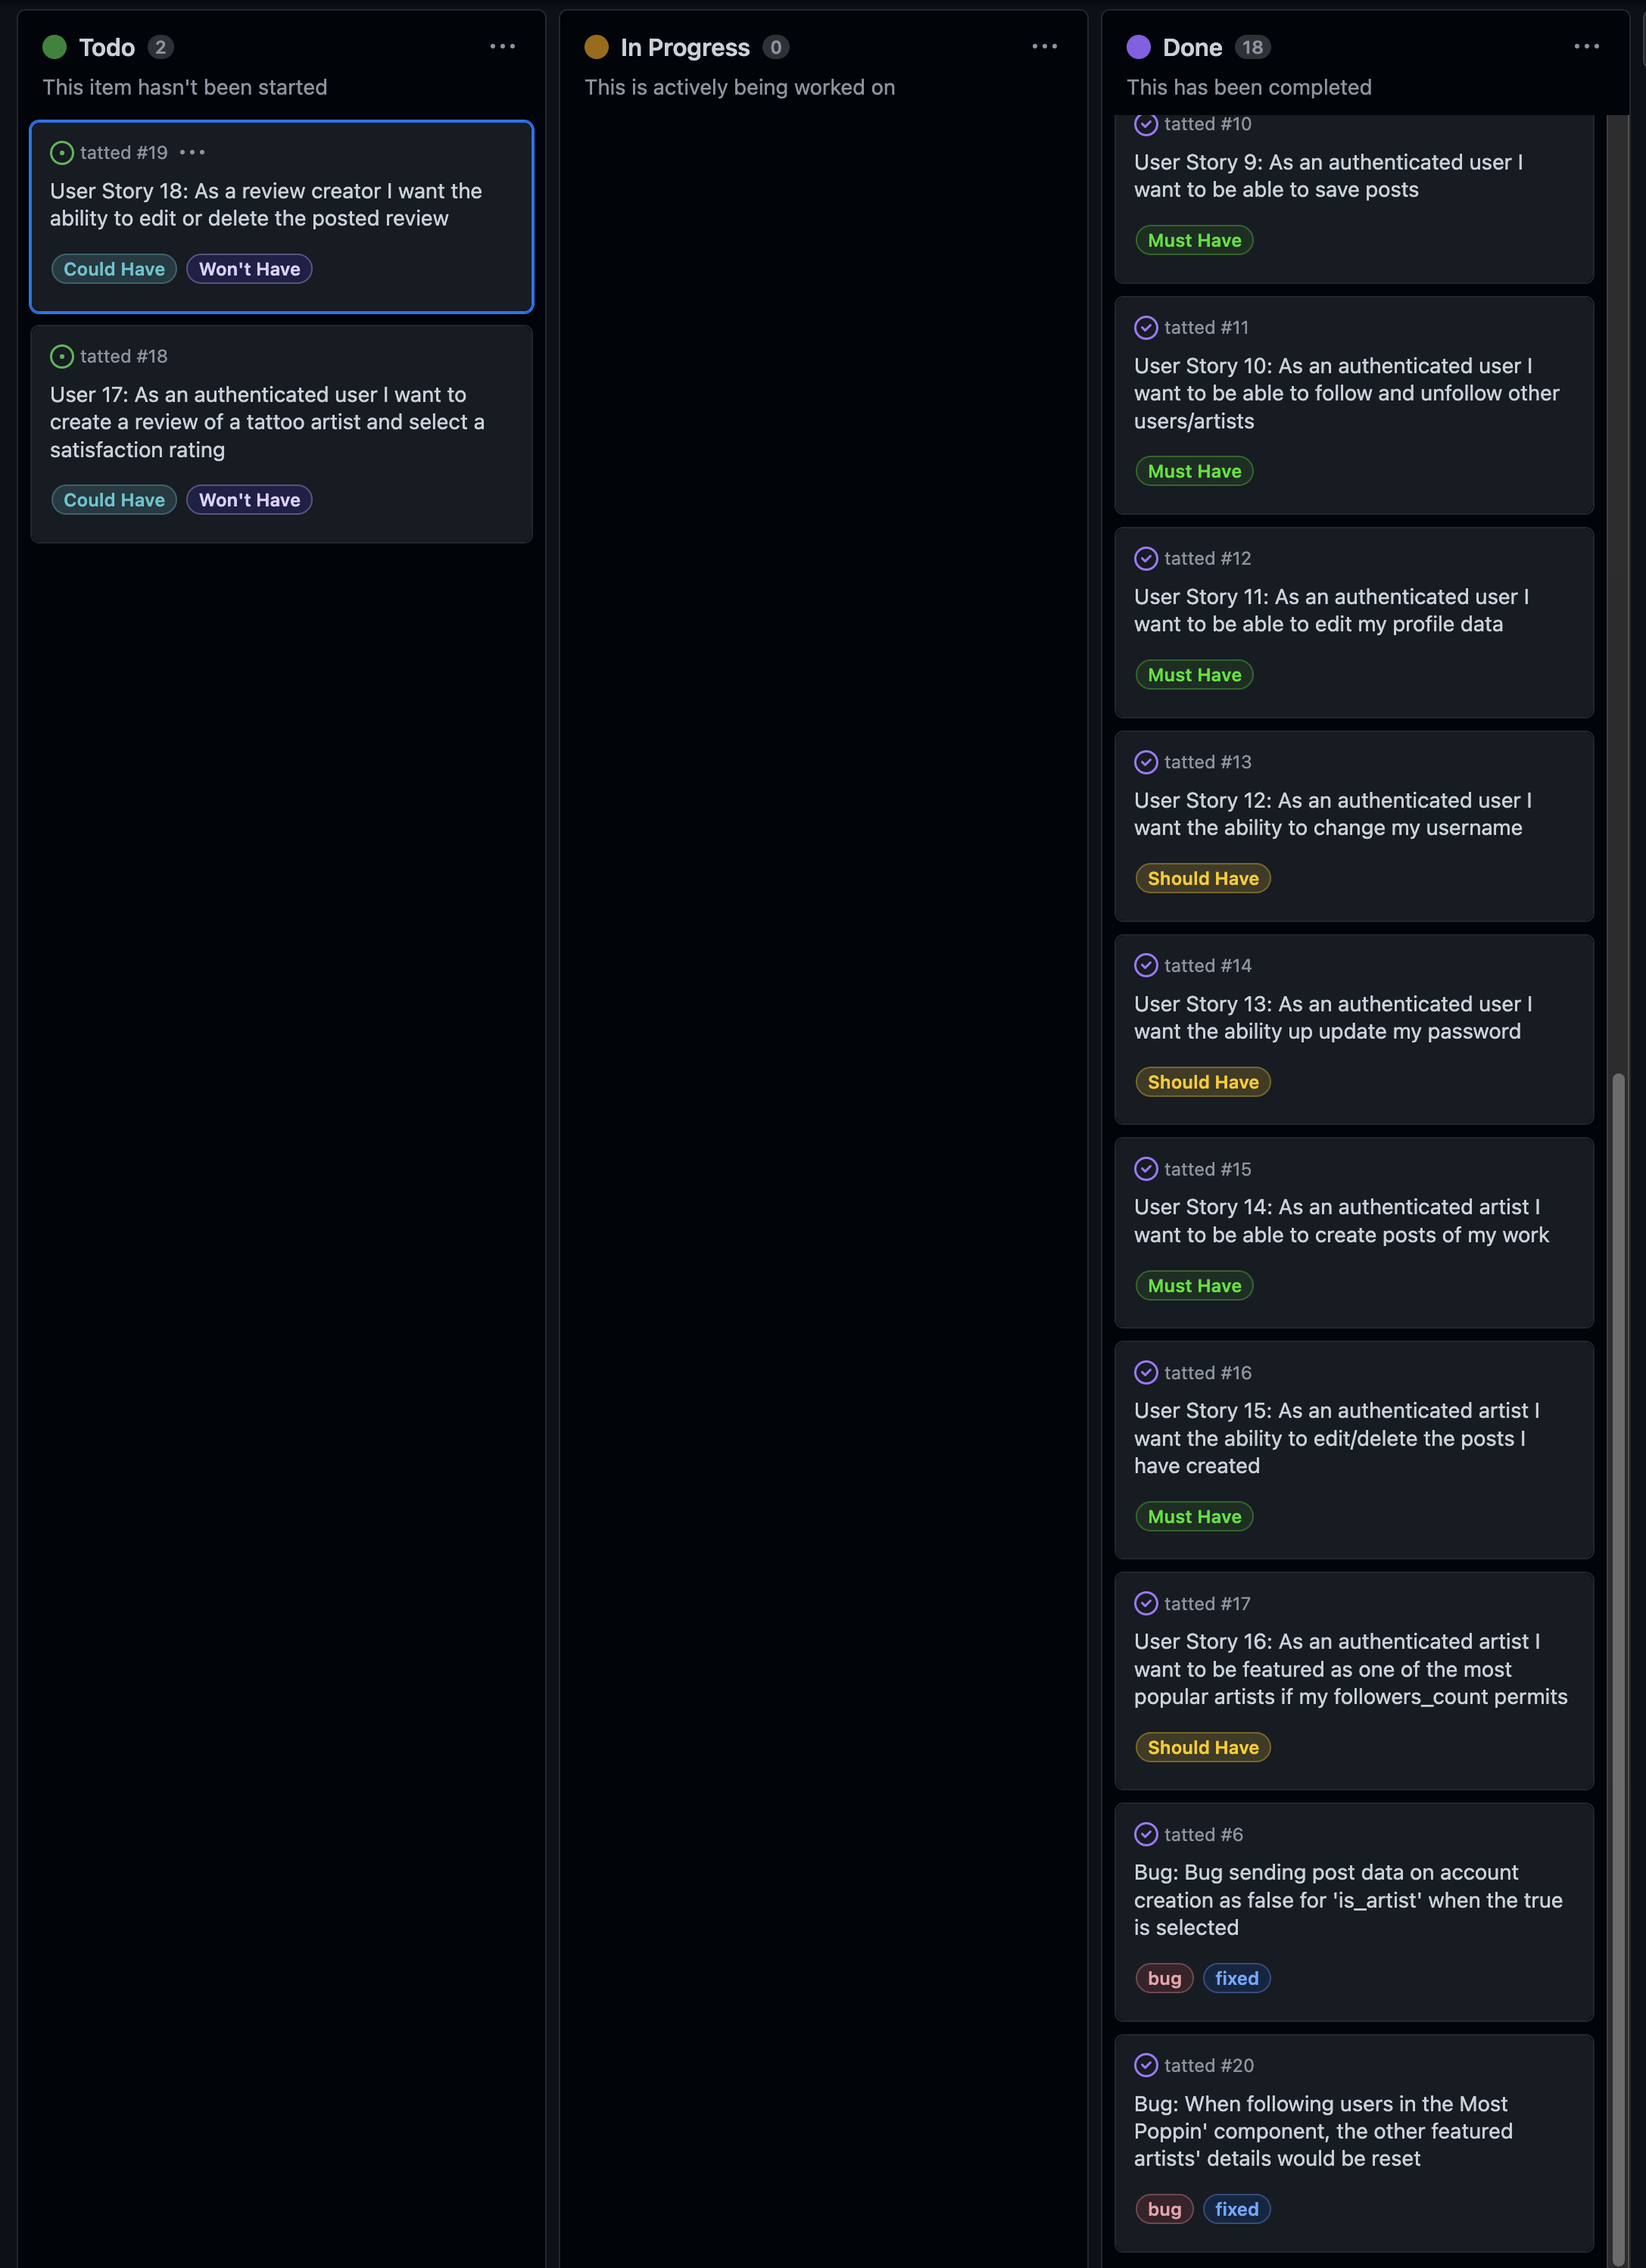 Todo 2
This item hasn't been started
tatted #19
User Story 18: As a review creator I want the
ability to edit or delete the posted review
Could Have Won't Have
tatted #18
User 17: As an authenticated user I want to
create a review of a tattoo artist and select a
satisfaction rating
Could Have Won't Have
In Progress 0
This is actively being worked on
Done 18
This has been completed
tatted #10
User Story 9: As an authenticated user I
want to be able to save posts
Must Have
tatted #11
User Story 10: As an authenticated user I
want to be able to follow and unfollow other
users/artists
Must Have
tatted #12
User Story 11: As an authenticated user I
want to be able to edit my profile data
Must Have
tatted #13
User Story 12: As an authenticated user I
want the ability to change my username
Should Have
tatted #14
User Story 13: As an authenticated user I
want the ability up update my password
Should Have
tatted #15
User Story 14: As an authenticated artist I
want to be able to create posts of my work
Must Have
tatted #16
User Story 15: As an authenticated artist I
want the ability to edit/delete the posts I
have created
Must Have
tatted #17
User Story 16: As an authenticated artist I
want to be featured as one of the most
popular artists if my followers_count permits
Should Have
tatted #6
Bug: Bug sending post data on account
creation as false for 'is_artist' when the true
is selected
bug fixed
tatted #20
Bug: When following users in the Most
Poppin' component, the other featured
artists' details would be reset
bug fixed